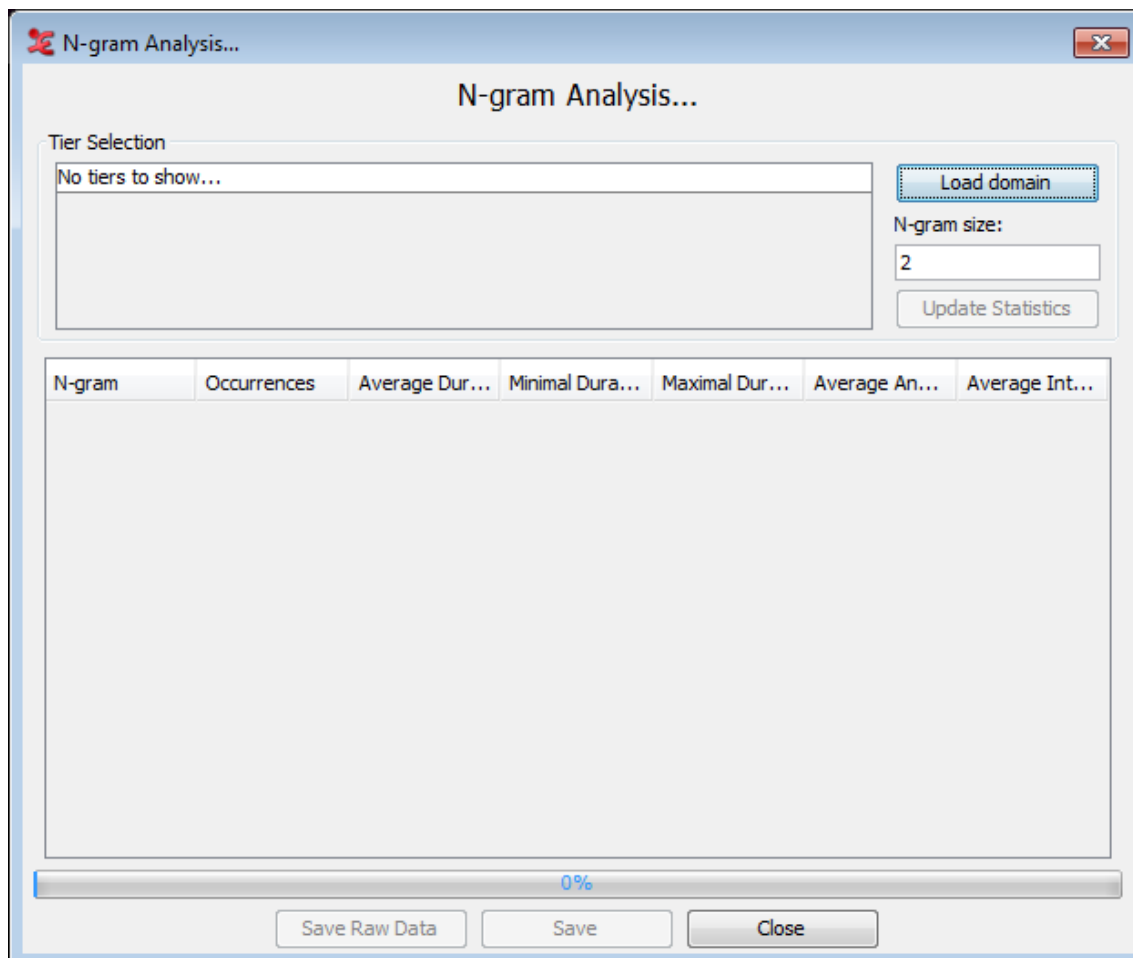 N-gram Analysis...
N-gram Analysis...
Tier Selection
No tiers to show...
Load domain
N-gram size:
2
Update Statistics
N-gram Occurrences Average Dur... Minimal Dura... Maximal Dur... Average An... Average Int...
0%
Save Raw Data Save Close